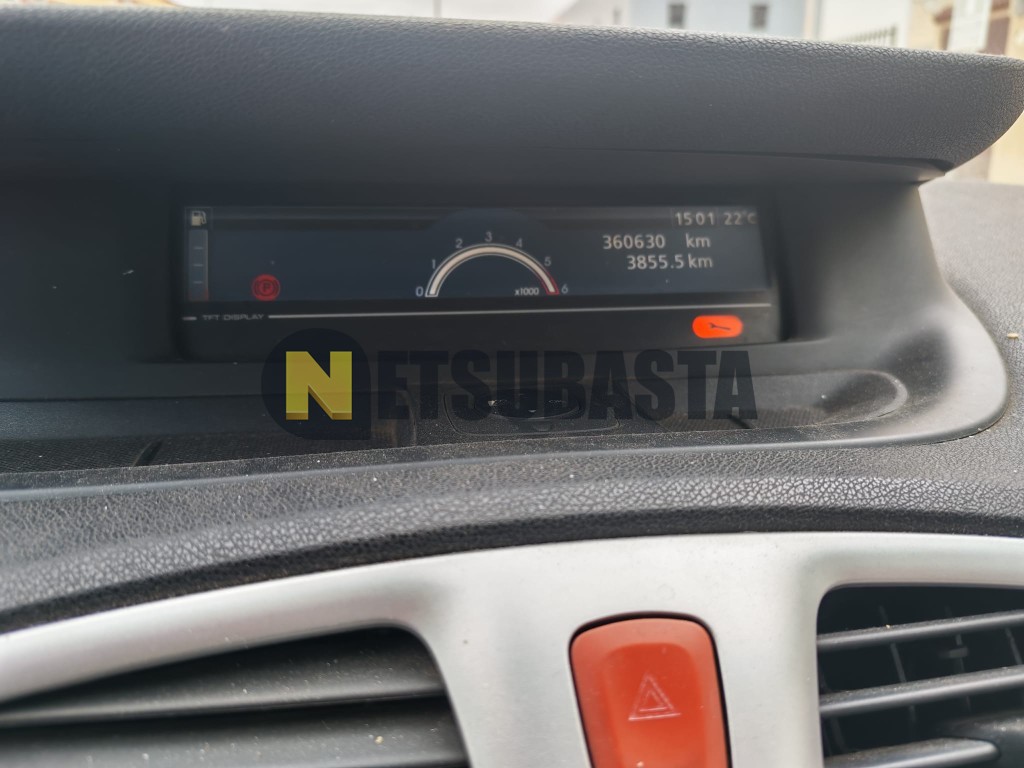 15 01 22°C
360630 km
3855.5 km
0 1 2 3 4 5 6
x1000
P
TFT DISPLAY
NETSUBASTA